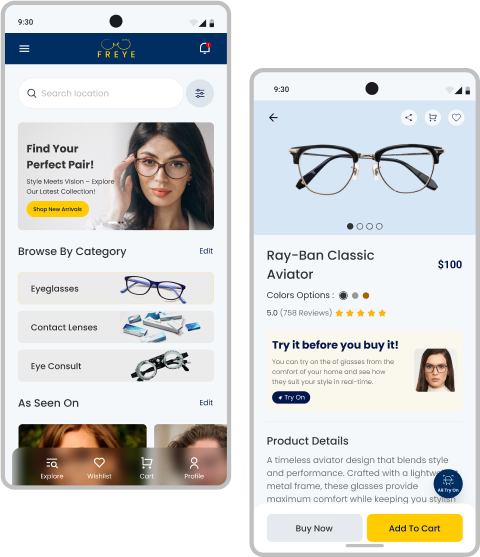 9:30
FREYE
Search location
Find Your
Perfect Pair!
Style Meets Vision – Explore
Our Latest Collection!
Shop New Arrivals
Browse By Category
Edit
Eyeglasses
Contact Lenses
Eye Consult
As Seen On
Edit
Explore
Wishlist
Cart
Profile
9:30
Ray-Ban Classic
Aviator
$100
Colors Options :
5.0 (758 Reviews)
Try it before you buy it!
You can try on the of glasses from the
comfort of your home and see how
they suit your style in real-time.
Try On
Product Details
A timeless aviator design that blends style
and performance. Crafted with a lightweig
metal frame, these glasses provide
maximum comfort while keeping you stylish
AR Try On
Buy Now
Add To Cart